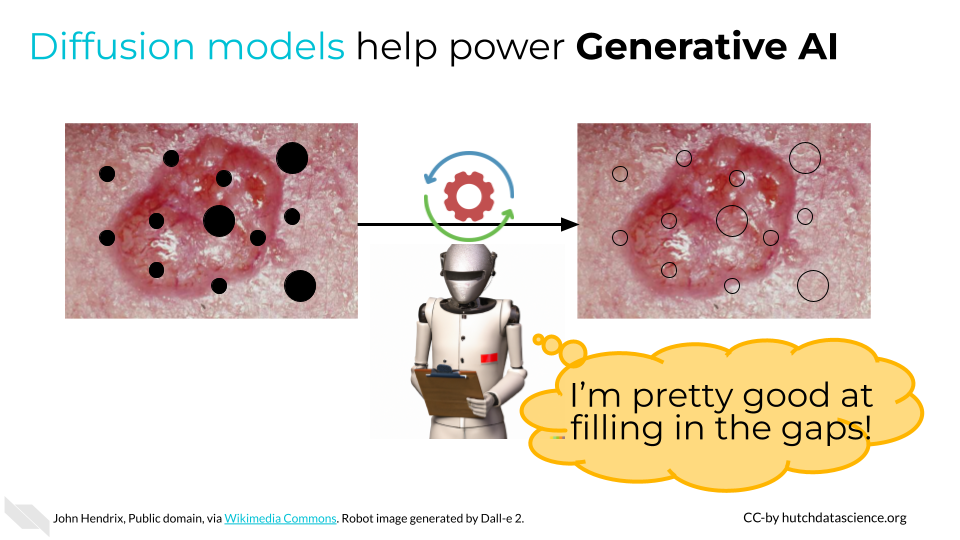 Diffusion models help power Generative AI
I’m pretty good at
filling in the gaps!
John Hendrix, Public domain, via Wikimedia Commons. Robot image generated by Dall-e 2.
CC-by hutchdatascience.org